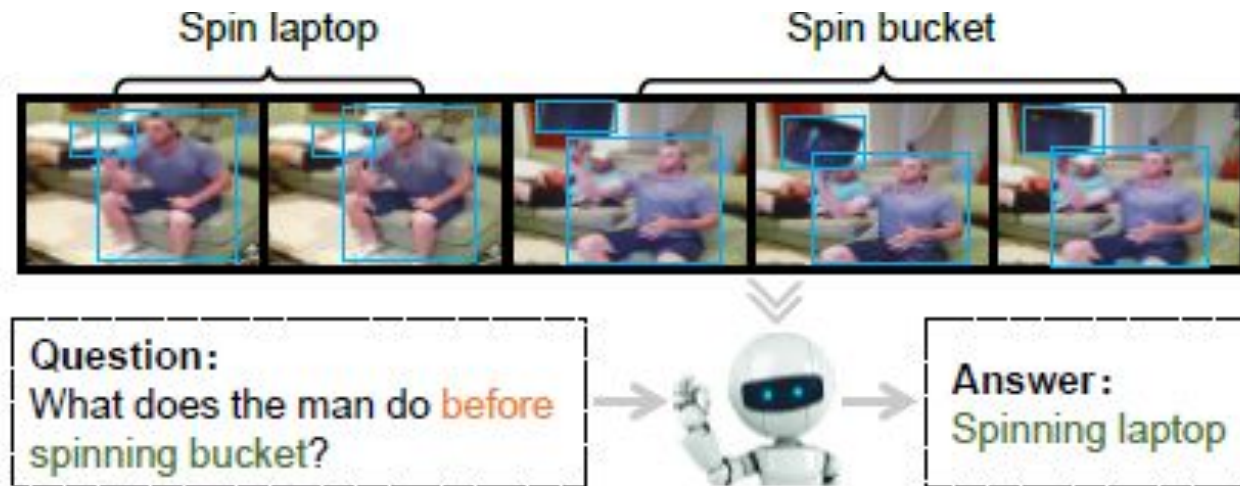 Spin laptop
Spin bucket
Question:
What does the man do before
spinning bucket?
Answer:
Spinning laptop